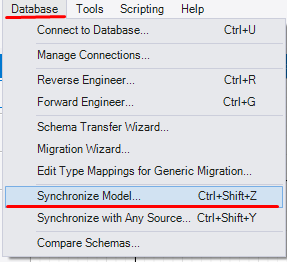 Database Tools Scripting Help
Connect to Database... Ctrl+U
Manage Connections...
Reverse Engineer... Ctrl+R
Forward Engineer... Ctrl+G
Schema Transfer Wizard...
Migration Wizard...
Edit Type Mappings for Generic Migration...
Synchronize Model... Ctrl+Shift+Z
Synchronize with Any Source... Ctrl+Shift+Y
Compare Schemas...